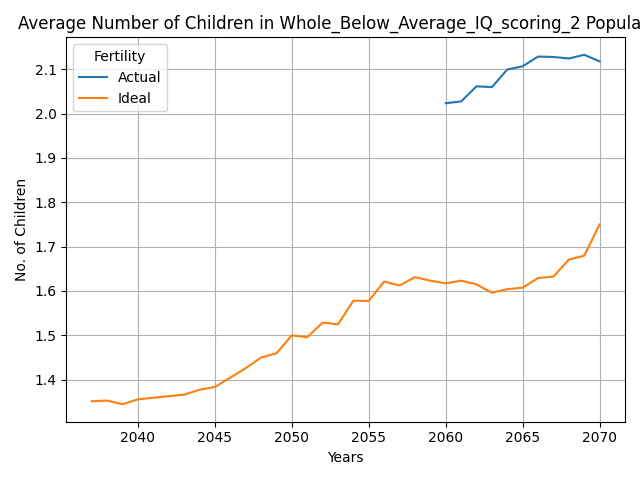 Average Number of Children in Whole_Below_Average_IQ_scoring_2 Popula
Fertility
Actual
Ideal
2.1
2.0
1.9
1.8
1.7
1.6
1.5
1.4
No. of Children
2040 2045 2050 2055 2060 2065 2070
Years